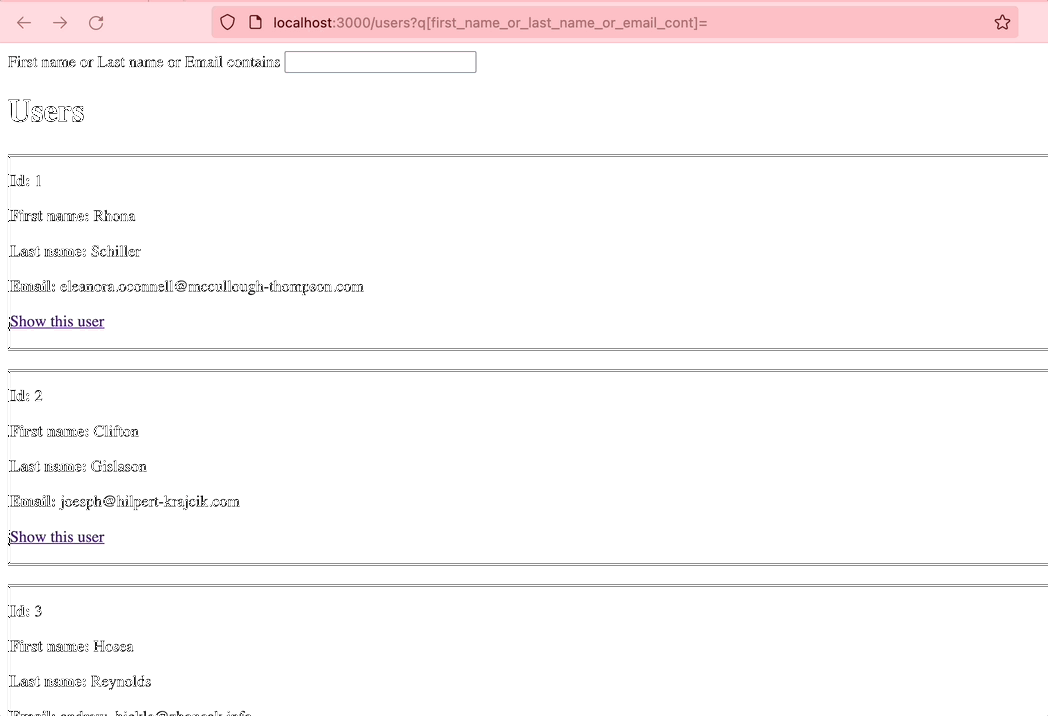 localhost:3000/users?q[first_name_or_last_name_or_email_cont]=
First name or Last name or Email contains
Users
Id: 1
First name: Rhona
Last name: Schiller
Email: eleanora.oconnell@mccullough-thompson.com
Show this user
Id: 2
First name: Clifton
Last name: Gislason
Email: joesph@hilpert-krajcik.com
Show this user
Id: 3
First name: Hosea
Last name: Reynolds
Email: